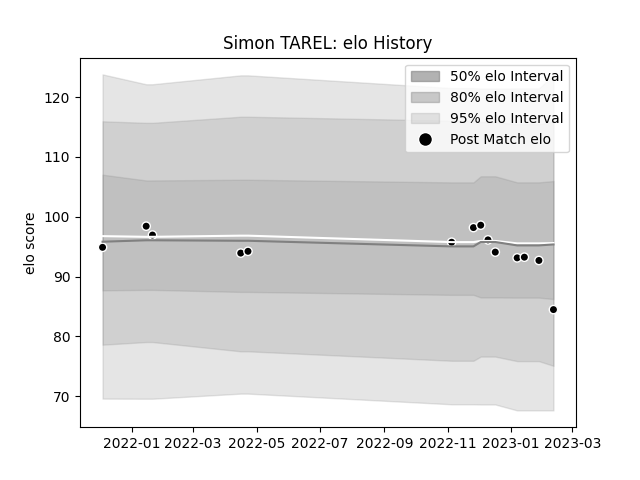 Simon TAREL: elo History
50% elo Interval
80% elo Interval
95% elo Interval
Post Match elo
elo score
120
110
100
90
80
70
2022-01 2022-03 2022-05 2022-07 2022-09 2022-11 2023-01 2023-03